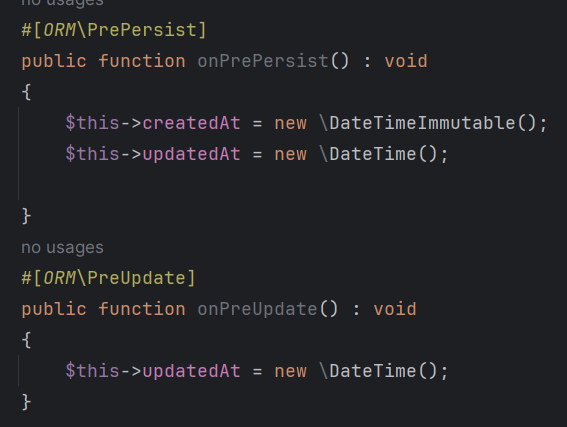 no usages
#[ORM\PrePersist]
public function onPrePersist() : void
{
    $this->createdAt = new \DateTimeImmutable();
    $this->updatedAt = new \DateTime();
}
no usages
#[ORM\PreUpdate]
public function onPreUpdate() : void
{
    $this->updatedAt = new \DateTime();
}